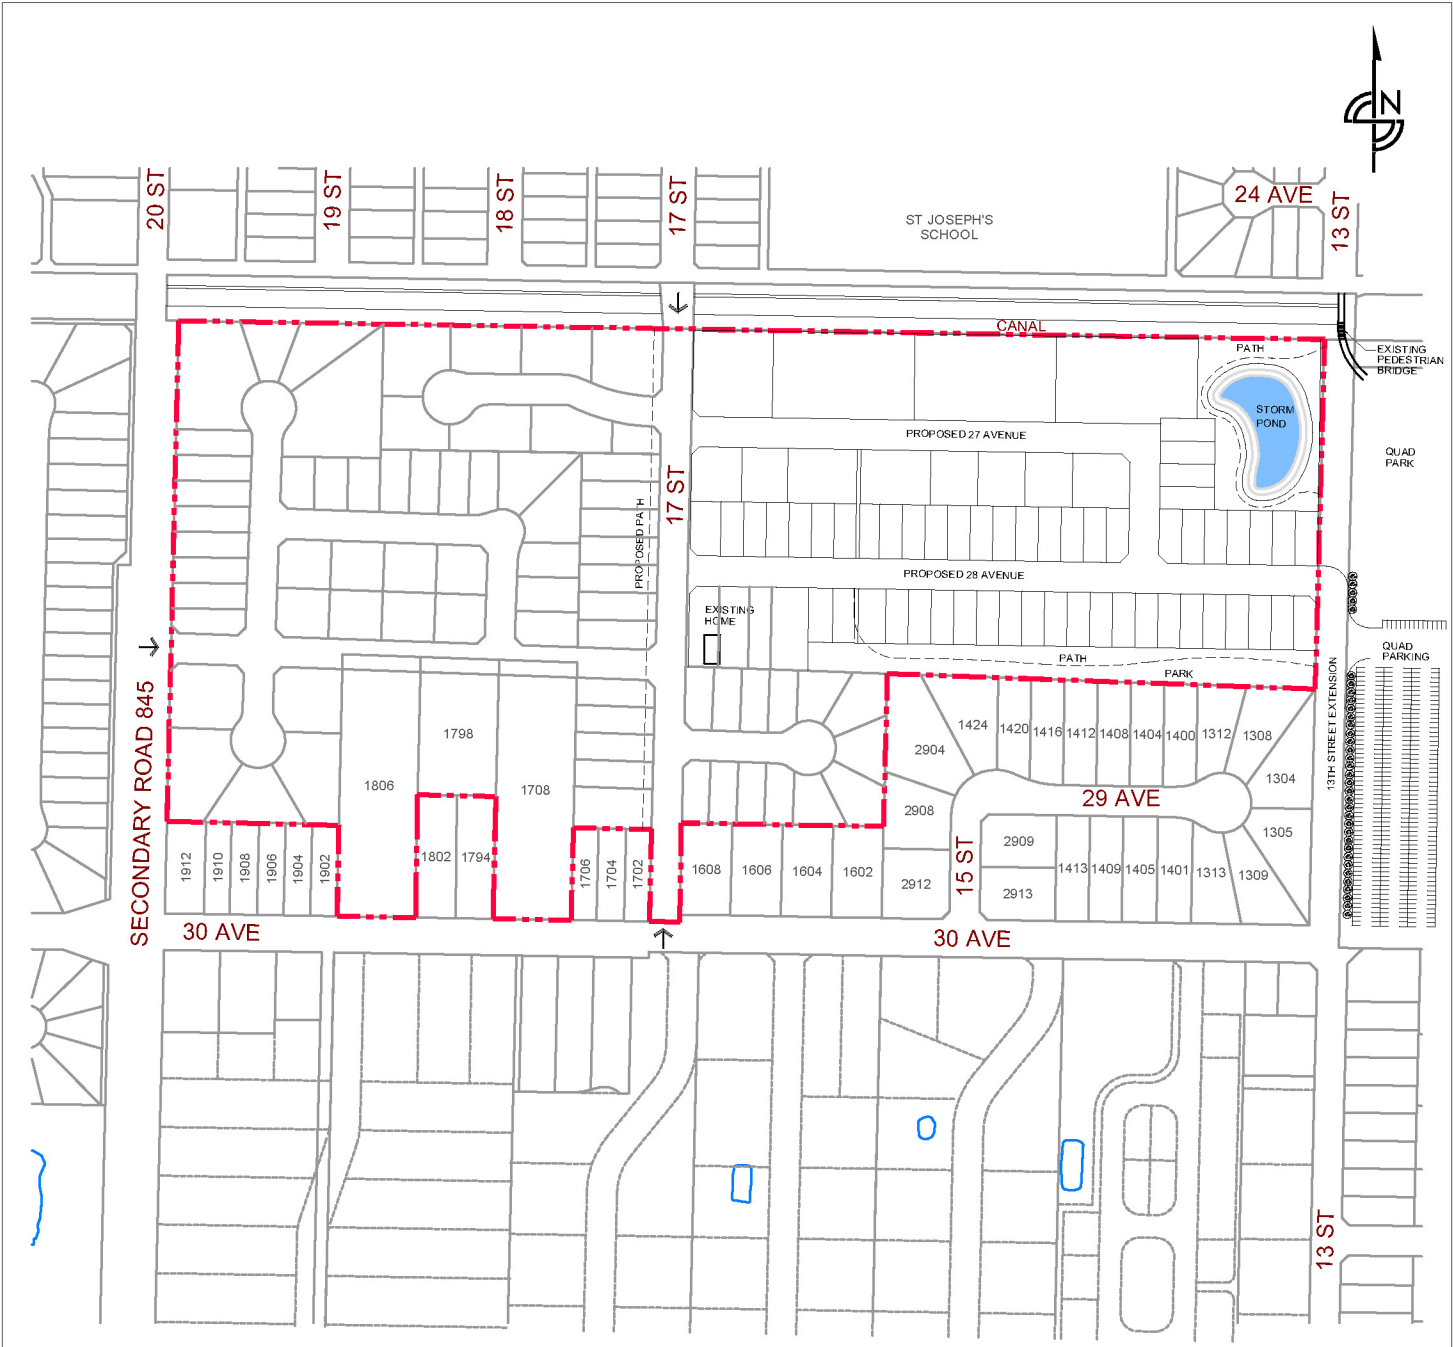 N
20 ST
19 ST
18 ST
17 ST
ST JOSEPH'S
SCHOOL
24 AVE
13 ST
CANAL
PATH
EXISTING
PEDESTRIAN
BRIDGE
STORM
POND
PROPOSED 27 AVENUE
QUAD
PARK
17 ST
PROPOSED PATH
PROPOSED 28 AVENUE
EXISTING
HOME
PATH
PARK
QUAD
PARKING
13TH STREET EXTENSION
SECONDARY ROAD 845
1798
1806
1708
1802
1794
1912
1910
1908
1906
1904
1902
1706
1704
1702
1608
1606
1604
1602
2904
2908
2912
1424
1420
1416
1412
1408
1404
1400
1312
1308
1304
1305
29 AVE
15 ST
2909
2913
1413
1409
1405
1401
1313
1309
30 AVE
30 AVE
13 ST